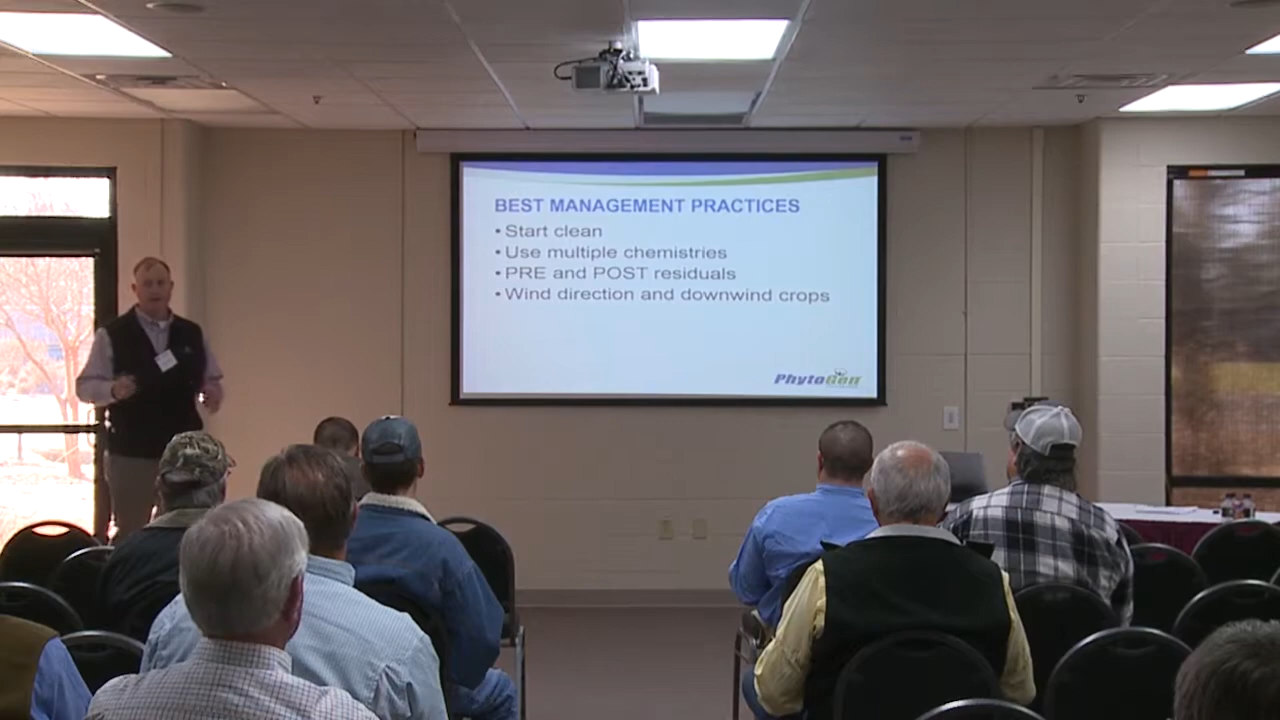 BEST MANAGEMENT PRACTICES
• Start clean
• Use multiple chemistries
• PRE and POST residuals
• Wind direction and downwind crops
PhytoGen